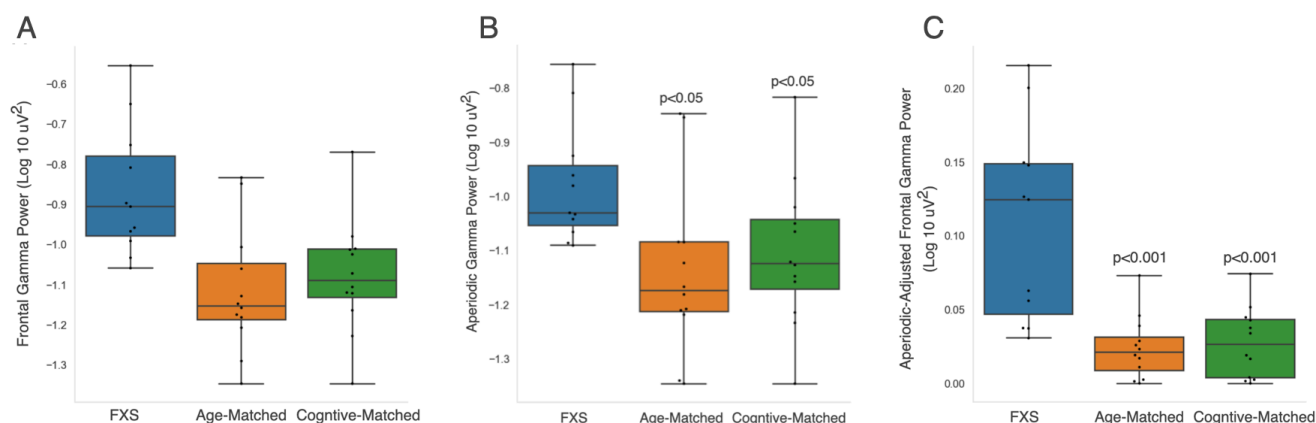 A
Frontal Gamma Power (Log 10 uV²)
−0.6
−0.7
−0.8
−0.9
−1.0
−1.1
−1.2
−1.3
FXS Age-Matched Cogntive-Matched
B
Aperiodic Gamma Power (Log 10 uV²)
−0.8
−0.9
−1.0
−1.1
−1.2
−1.3
p<0.05
p<0.05
FXS Age-Matched Cogntive-Matched
C
Aperiodic-Adjusted Frontal Gamma Power
(Log 10 uV²)
0.20
0.15
0.10
0.05
0.00
p<0.001
p<0.001
FXS Age-Matched Cogntive-Matched